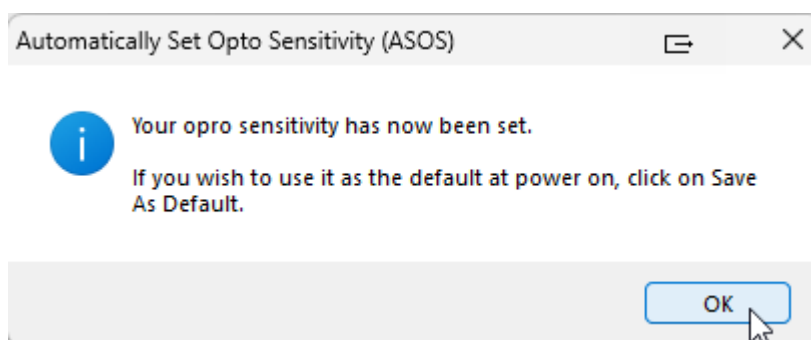 Automatically Set Opto Sensitivity (ASOS)
Your opro sensitivity has now been set.
If you wish to use it as the default at power on, click on Save
As Default.
OK